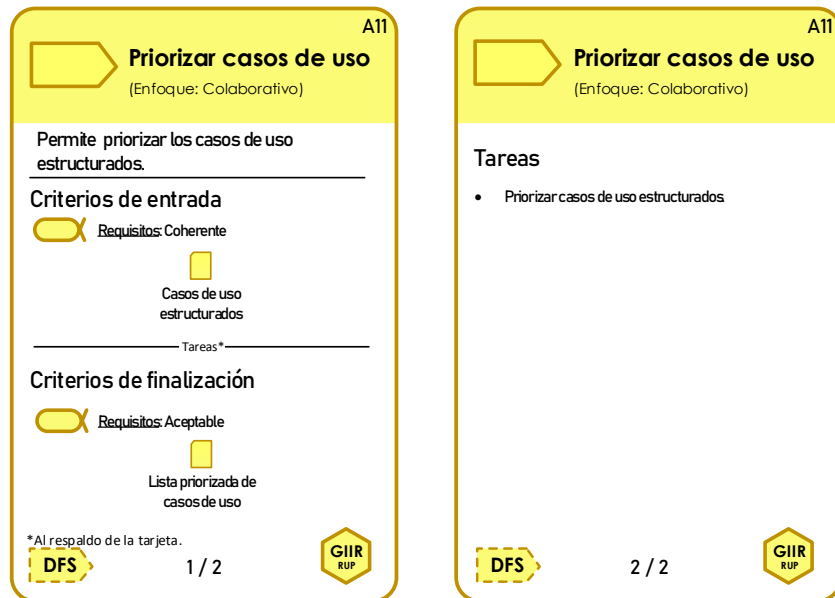 A11
Priorizar casos de uso
(Enfoque: Colaborativo)
Permite priorizar los casos de uso
estructurados.
Criterios de entrada
Requisitos: Coherente
Casos de uso
estructurados
Tareas*
Criterios de finalización
Requisitos: Aceptable
Lista priorizada de
casos de uso
*Al respaldo de la tarjeta.
DFS
1 / 2
GIIR
RUP
A11
Priorizar casos de uso
(Enfoque: Colaborativo)
Tareas
• Priorizar casos de uso estructurados.
DFS
2 / 2
GIIR
RUP